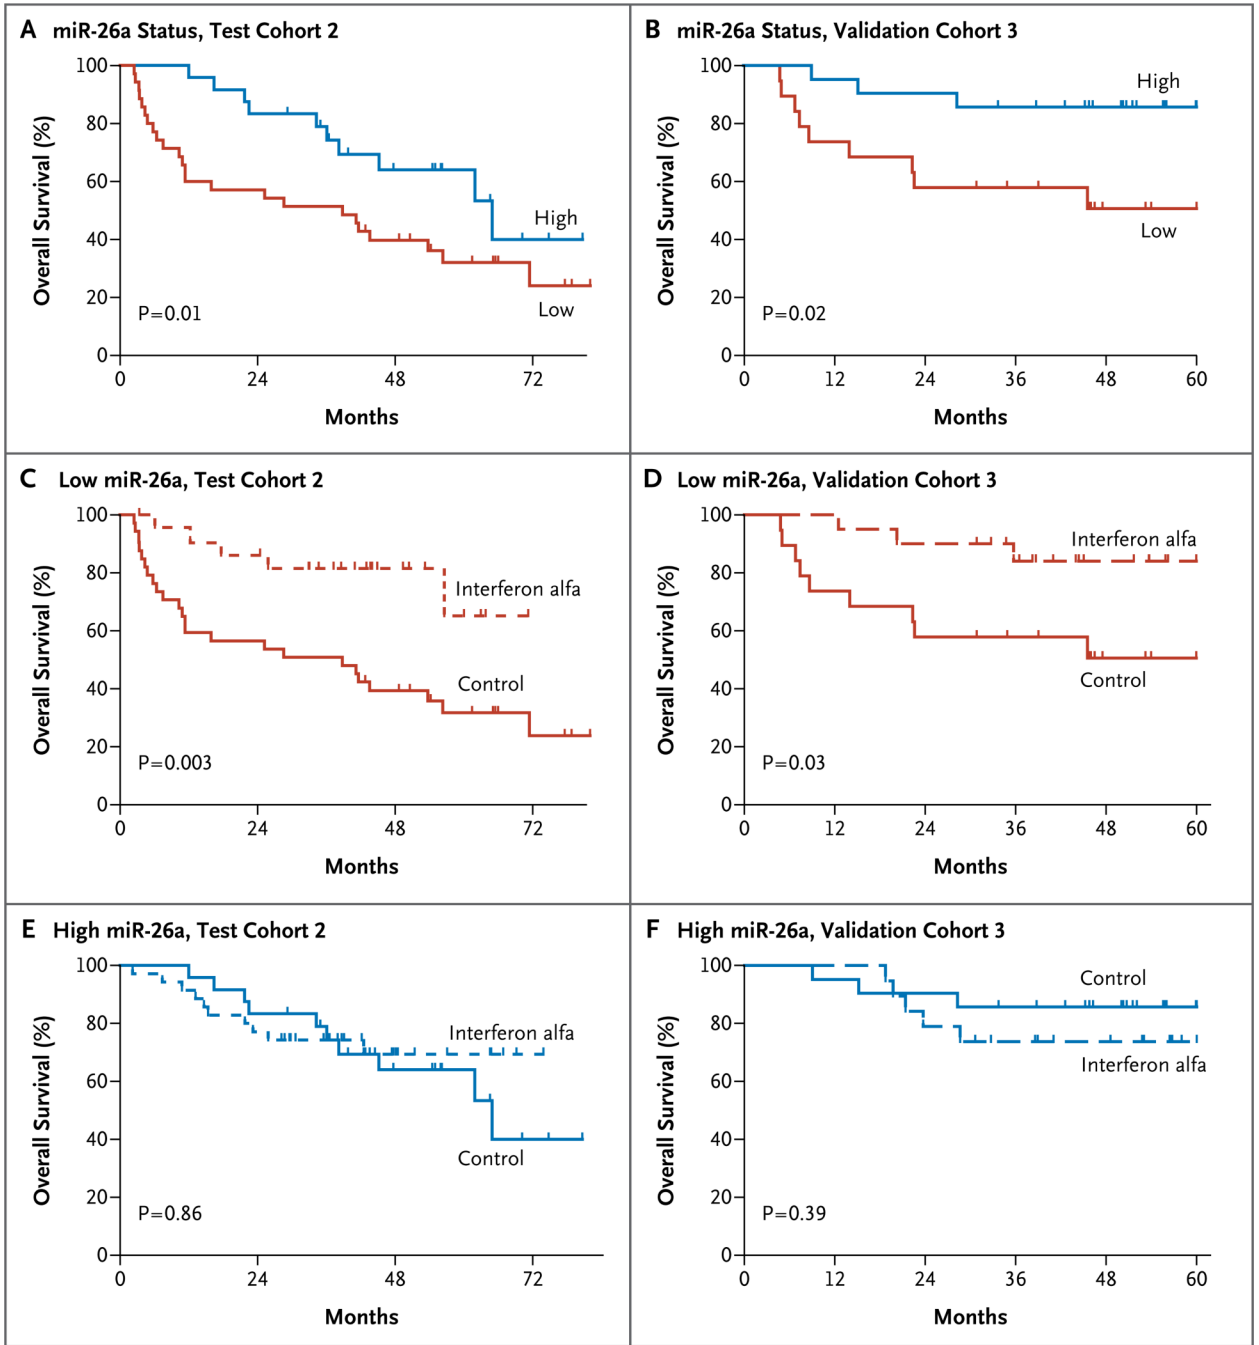 A miR-26a Status, Test Cohort 2
Overall Survival (%)
100
80
60
40
20
0
High
Low
P=0.01
0 24 48 72
Months
B miR-26a Status, Validation Cohort 3
Overall Survival (%)
100
80
60
40
20
0
High
Low
P=0.02
0 12 24 36 48 60
Months
C Low miR-26a, Test Cohort 2
Overall Survival (%)
100
80
60
40
20
0
Interferon alfa
Control
P=0.003
0 24 48 72
Months
D Low miR-26a, Validation Cohort 3
Overall Survival (%)
100
80
60
40
20
0
Interferon alfa
Control
P=0.03
0 12 24 36 48 60
Months
E High miR-26a, Test Cohort 2
Overall Survival (%)
100
80
60
40
20
0
Interferon alfa
Control
P=0.86
0 24 48 72
Months
F High miR-26a, Validation Cohort 3
Overall Survival (%)
100
80
60
40
20
0
Control
Interferon alfa
P=0.39
0 12 24 36 48 60
Months